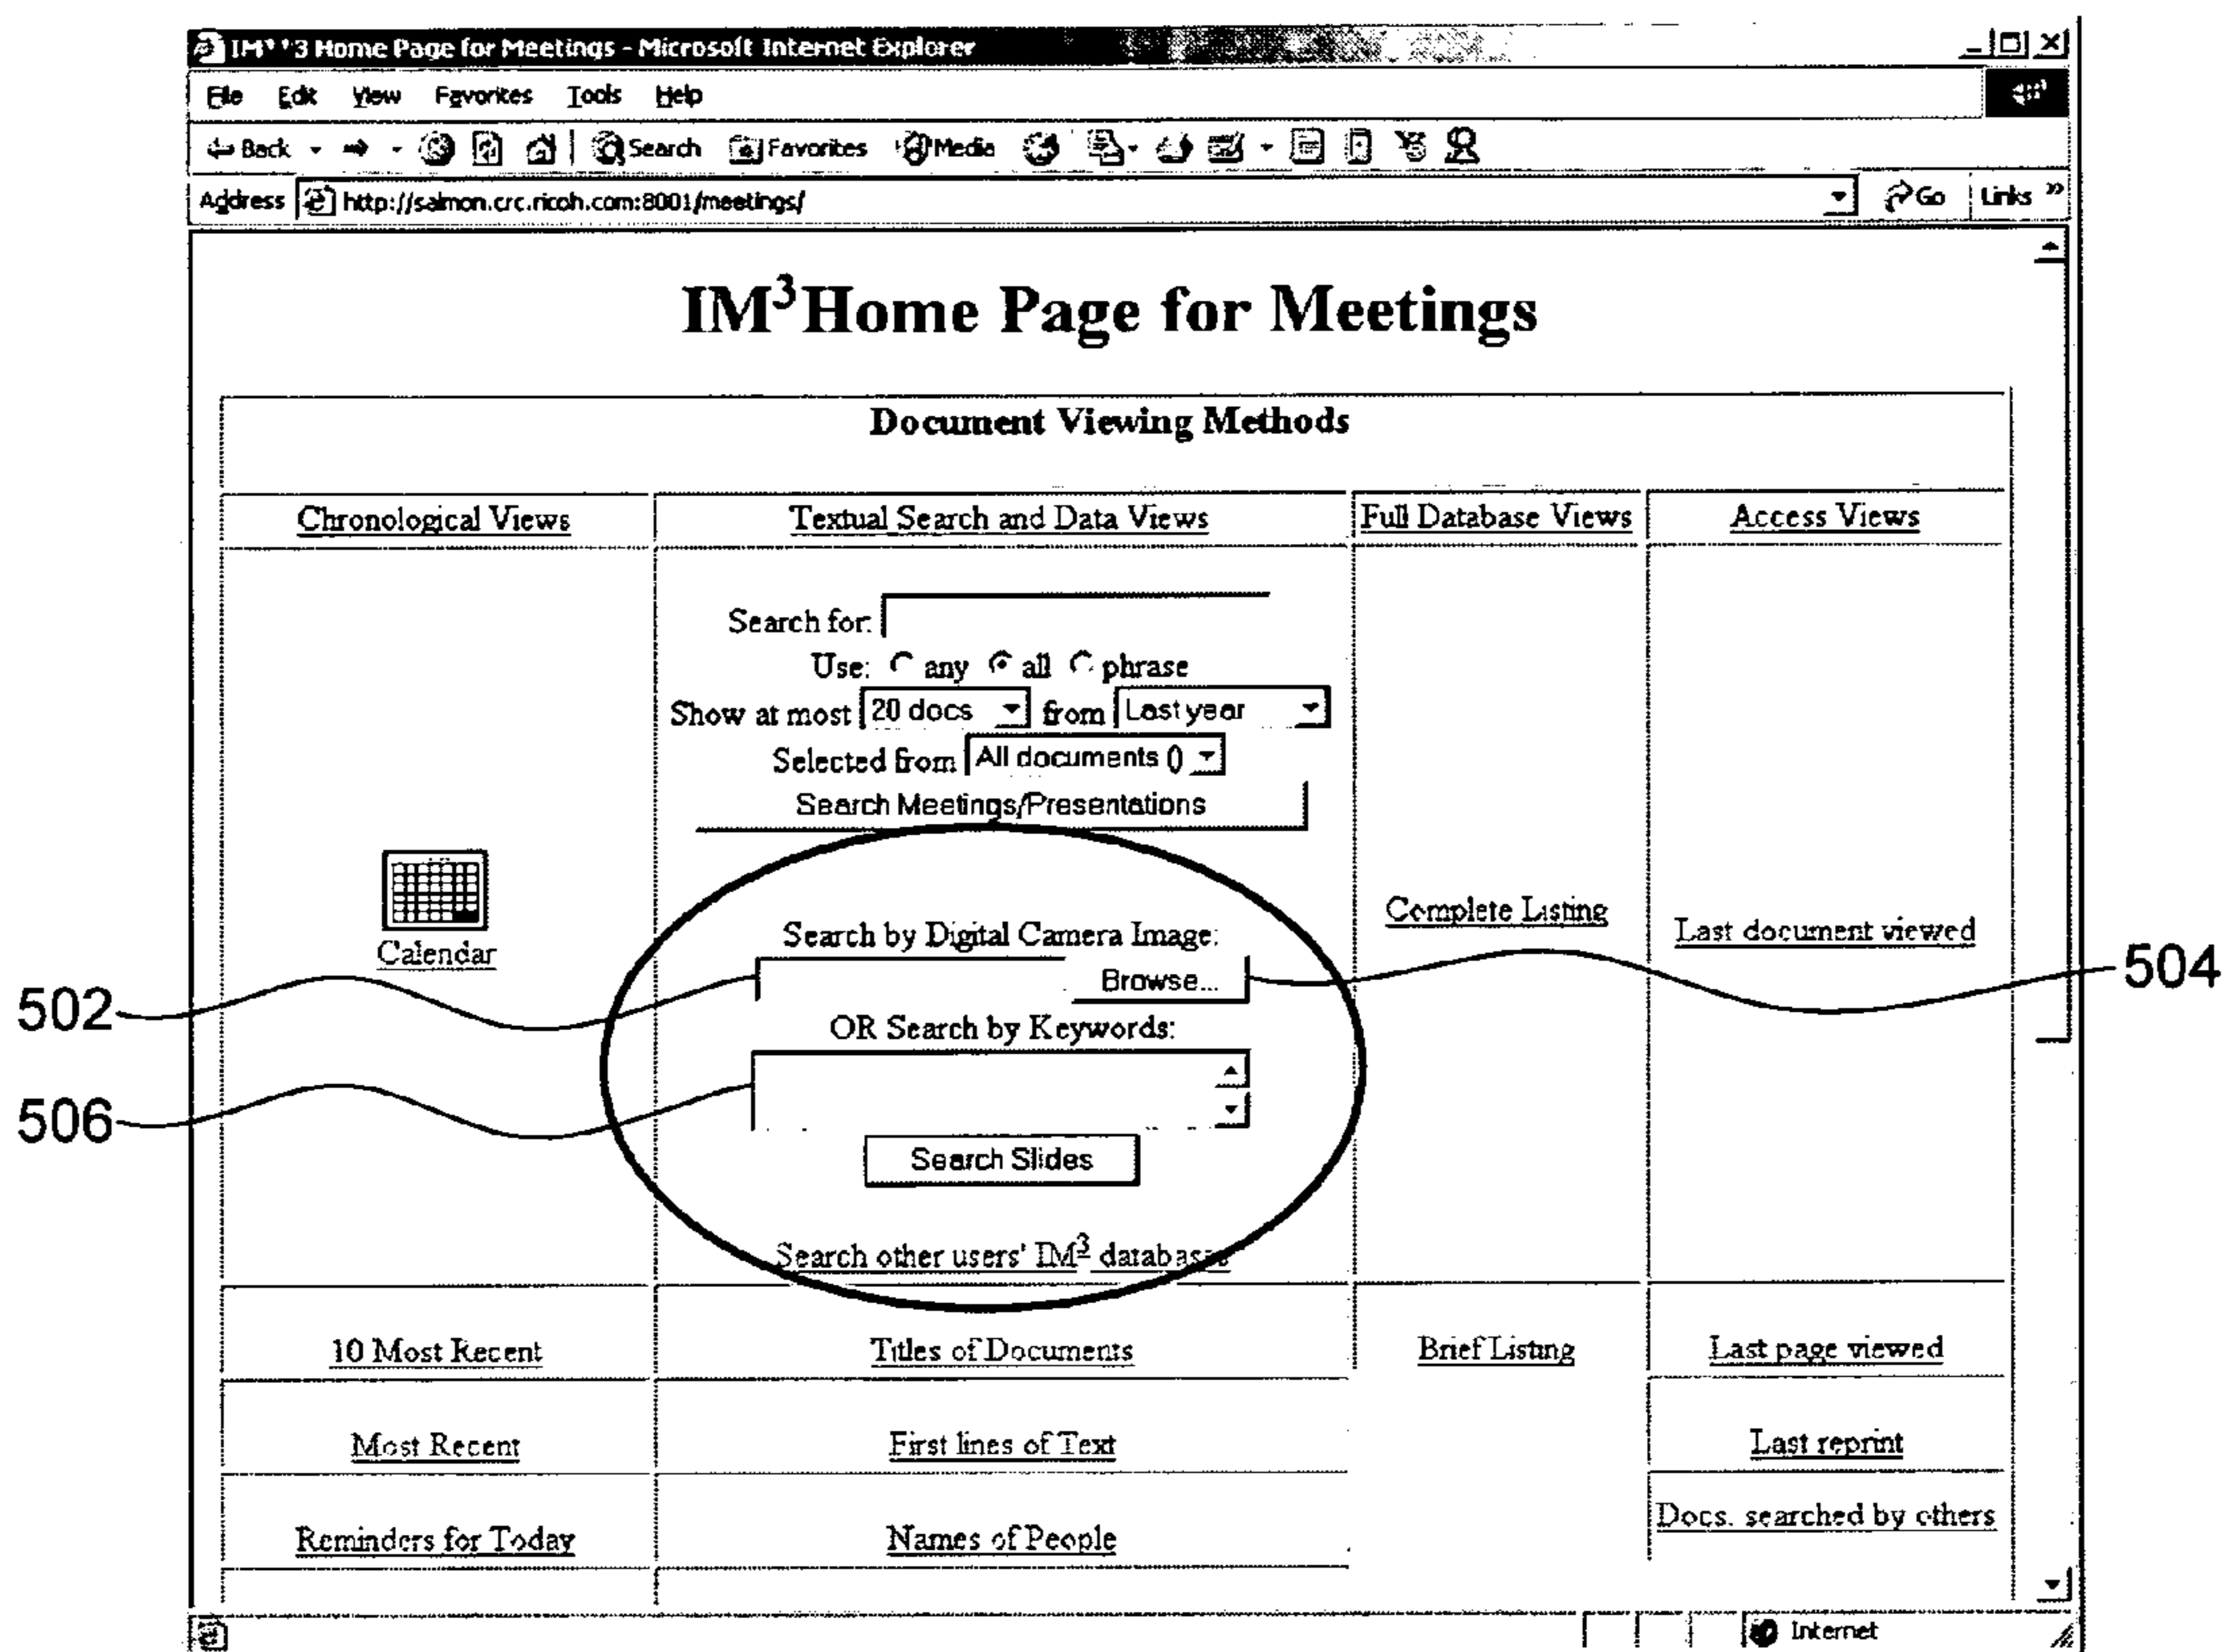 IM**3 Home Page for Meetings - Microsoft Internet Explorer
File Edit View Favorites Tools Help
Back Search Favorites Media
Address http://salmon.crc.ricoh.com:8001/meetings/ Go Links »
IM³Home Page for Meetings
Document Viewing Methods
Chronological Views Textual Search and Data Views Full Database Views Access Views
Search for:
Use: any all phrase
Show at most 20 docs from Last year
Selected from All documents ()
Search Meetings/Presentations
Calendar
Search by Digital Camera Image:
Browse...
OR Search by Keywords:
Search Slides
Search other users' IM³ databases
Complete Listing
Last document viewed
502
504
506
10 Most Recent Titles of Documents Brief Listing Last page viewed
Most Recent First lines of Text Last reprint
Reminders for Today Names of People Docs. searched by others
Internet